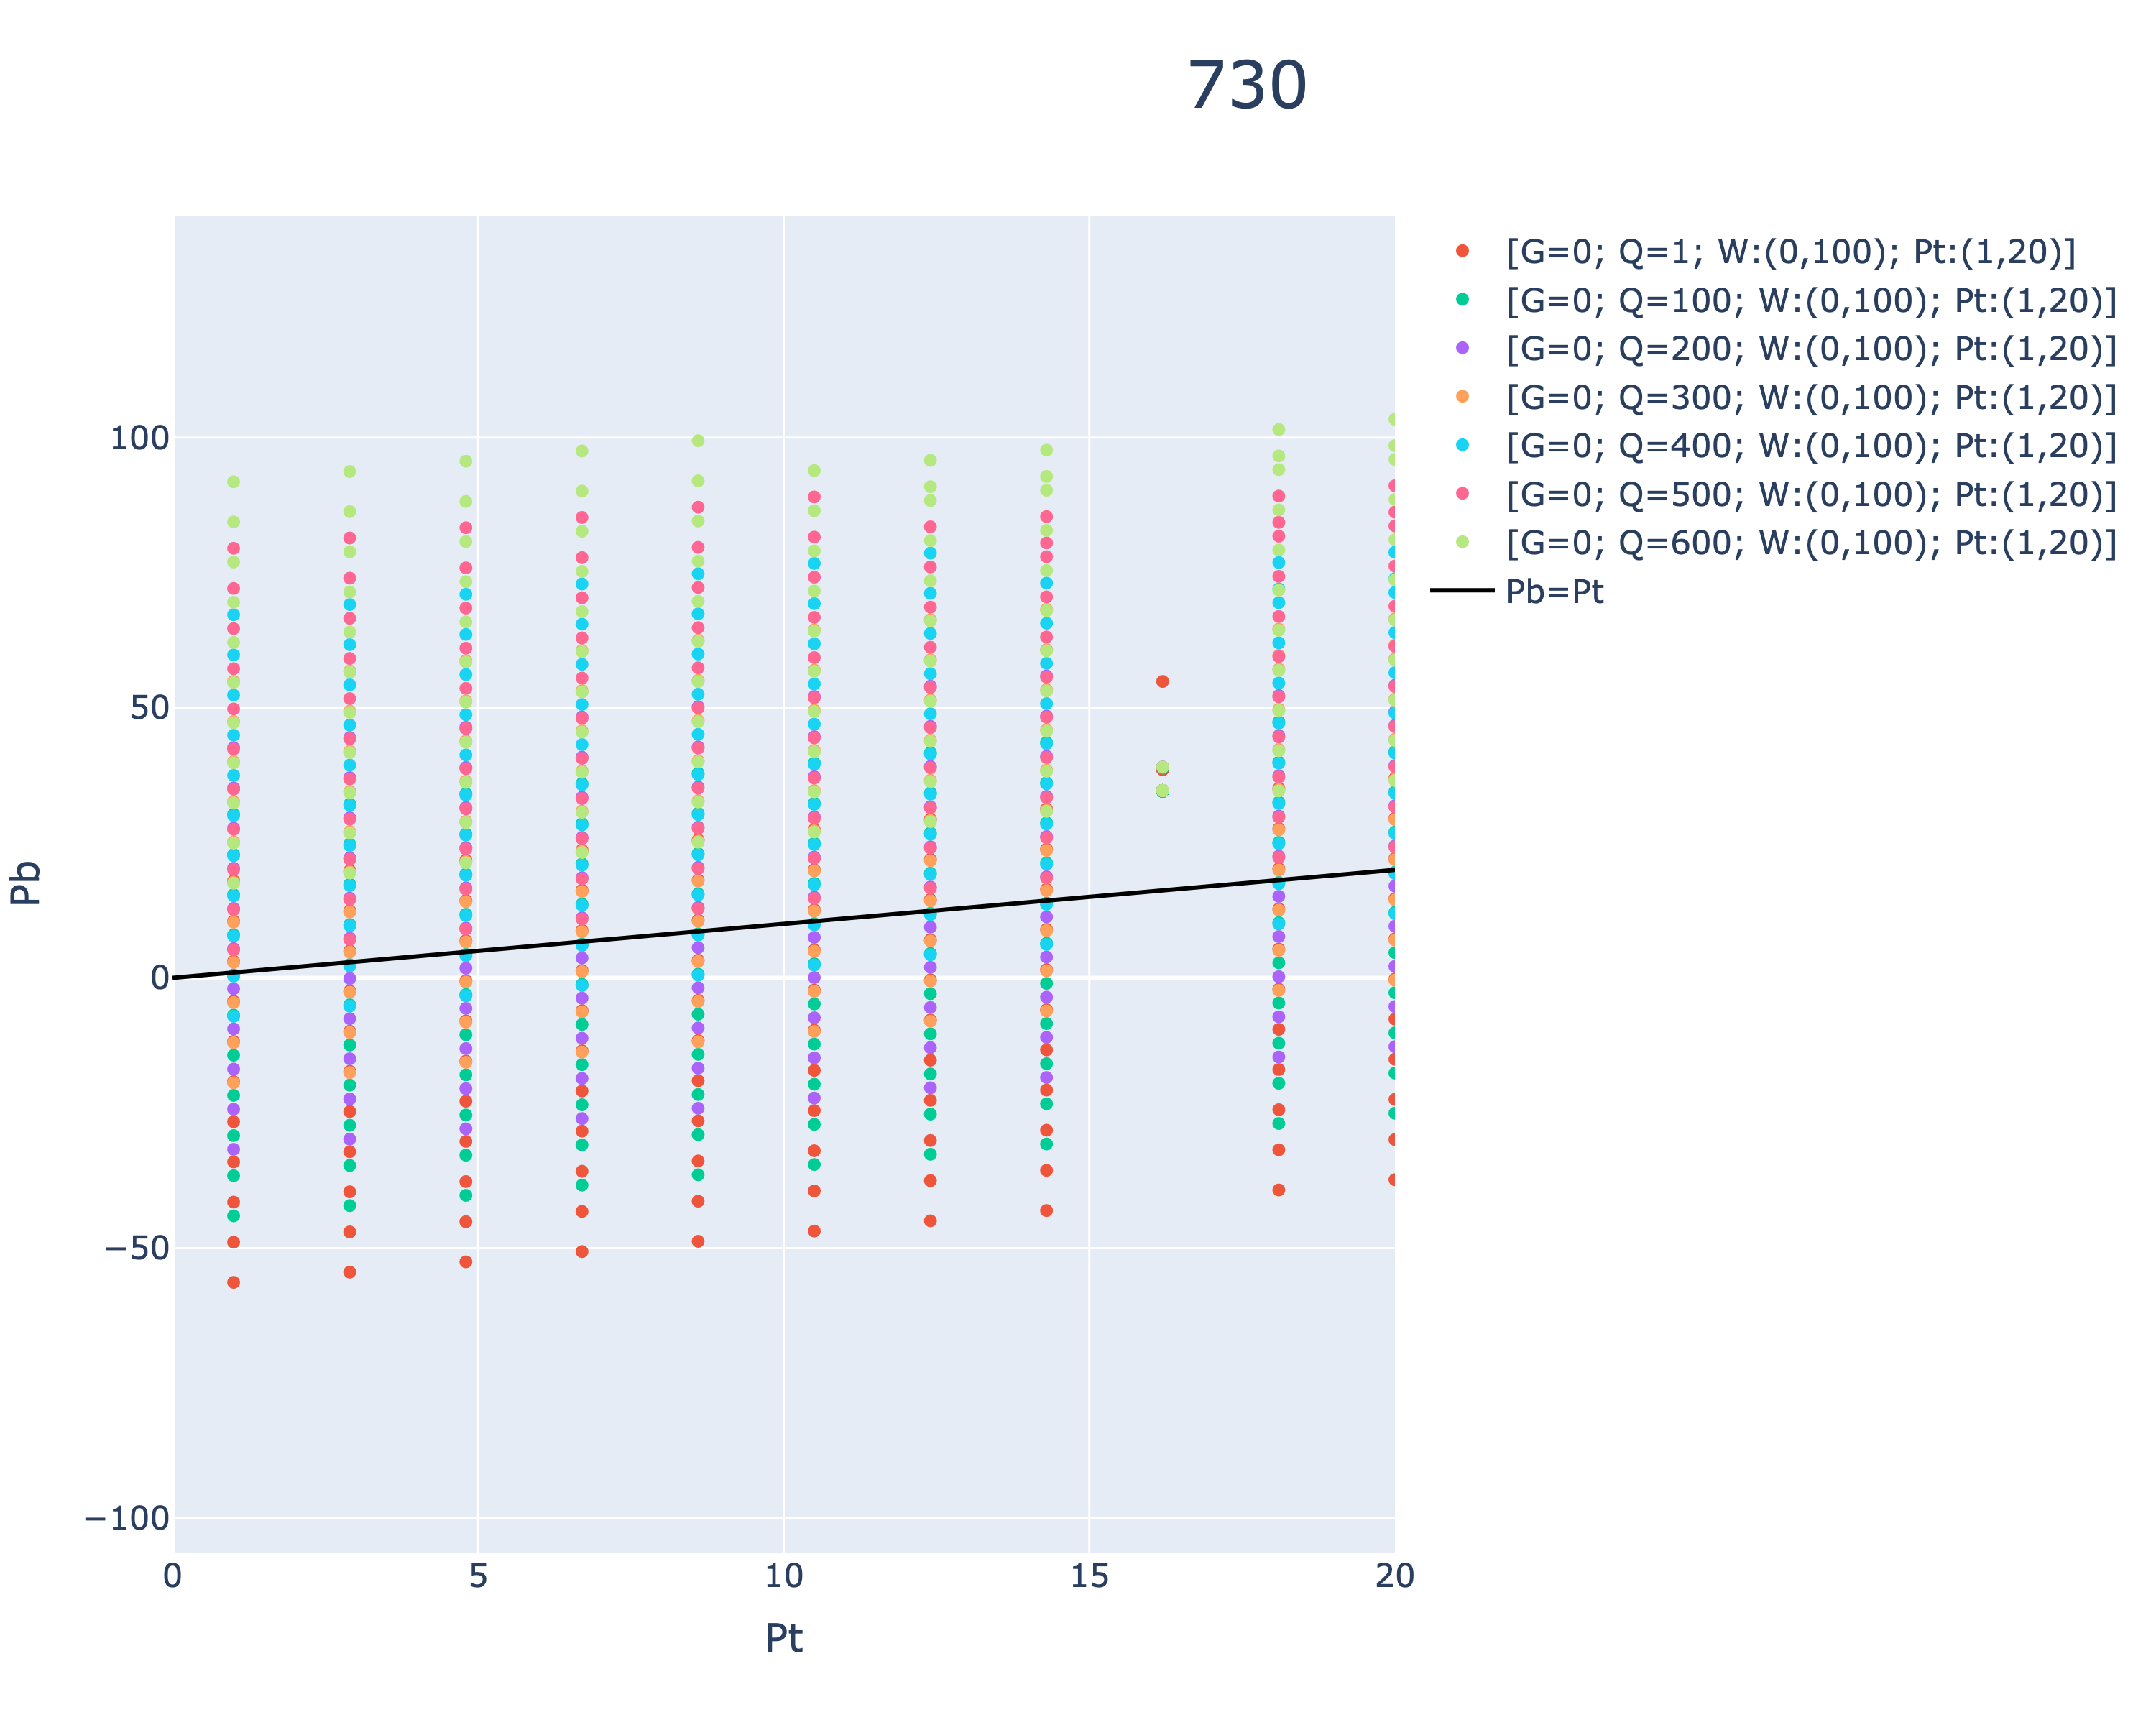 730
[G=0; Q=1; W:(0,100); Pt:(1,20)]
[G=0; Q=100; W:(0,100); Pt:(1,20)]
[G=0; Q=200; W:(0,100); Pt:(1,20)]
[G=0; Q=300; W:(0,100); Pt:(1,20)]
[G=0; Q=400; W:(0,100); Pt:(1,20)]
[G=0; Q=500; W:(0,100); Pt:(1,20)]
[G=0; Q=600; W:(0,100); Pt:(1,20)]
Pb=Pt
100
50
0
−50
−100
Pb
0 5 10 15 20
Pt